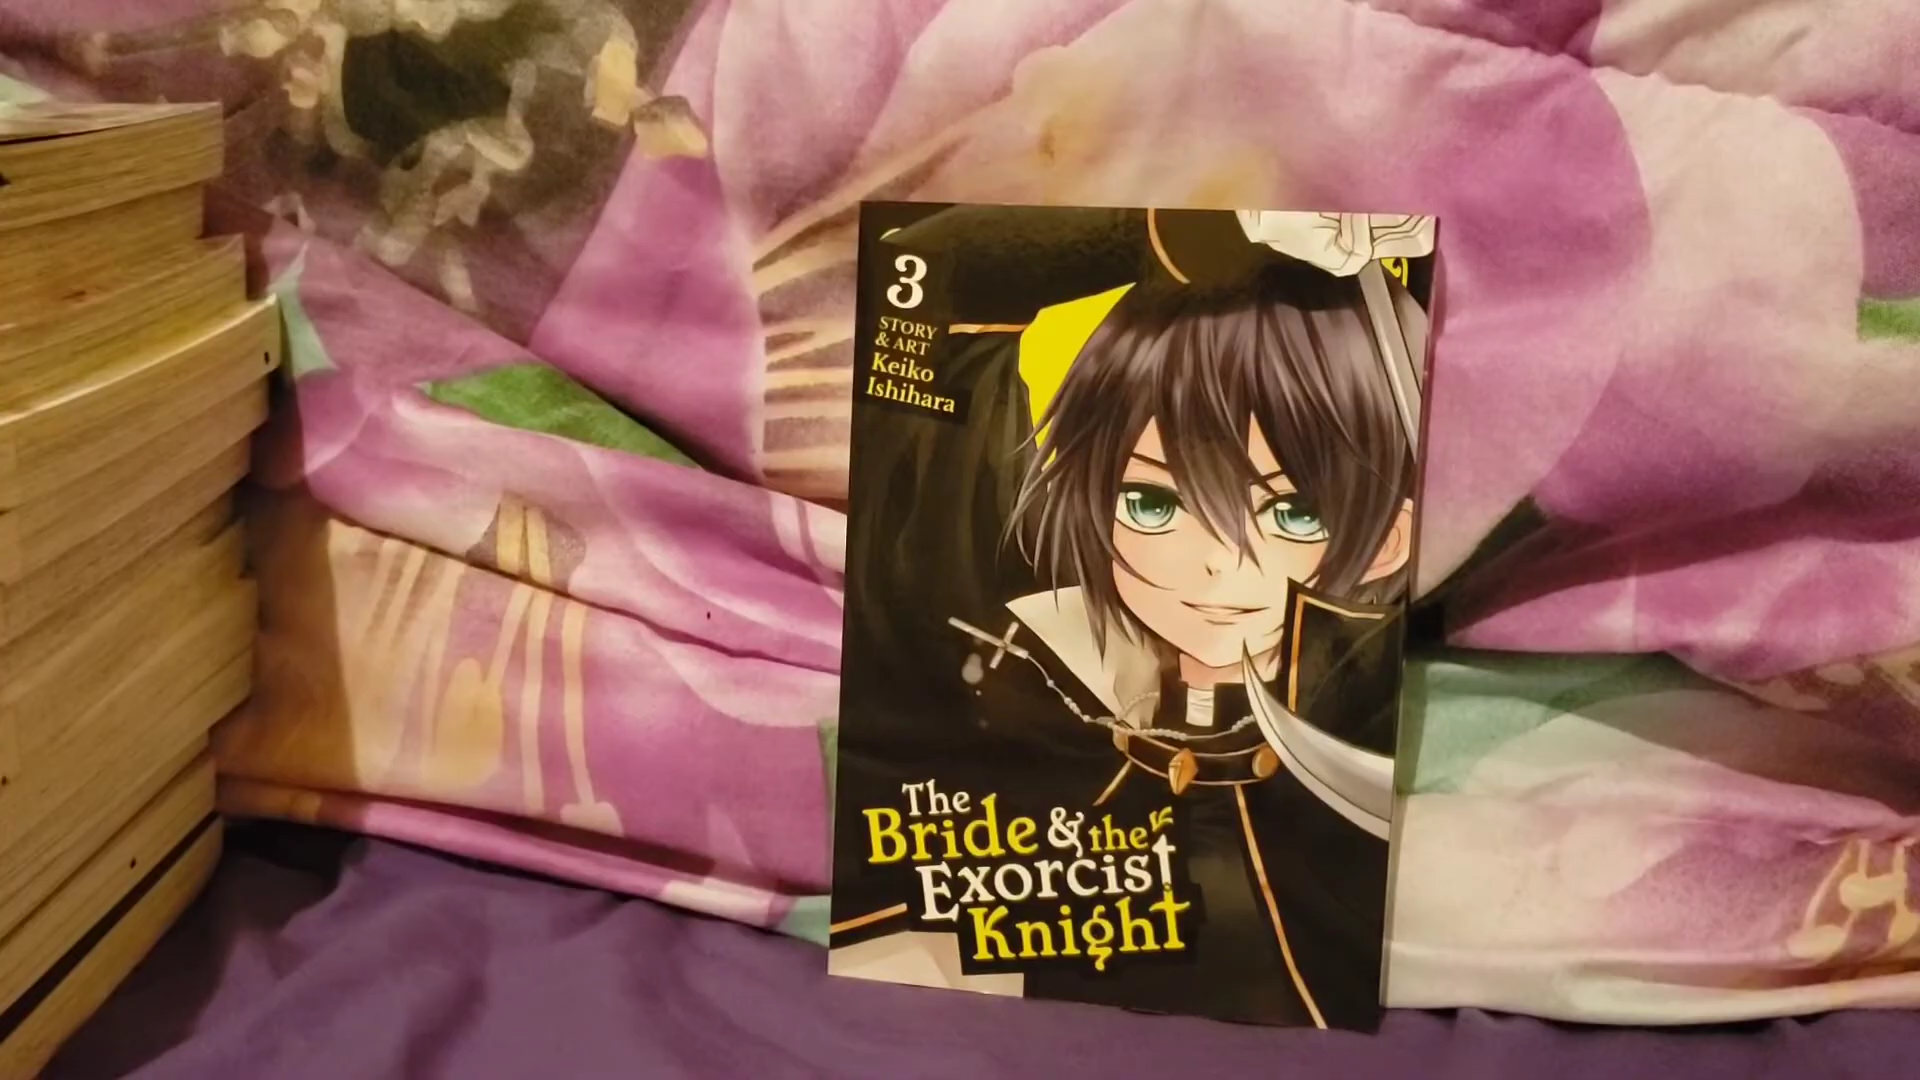 3
STORY
& ART
Keiko
Ishihara
The
Bride & the
Exorcist
Knight